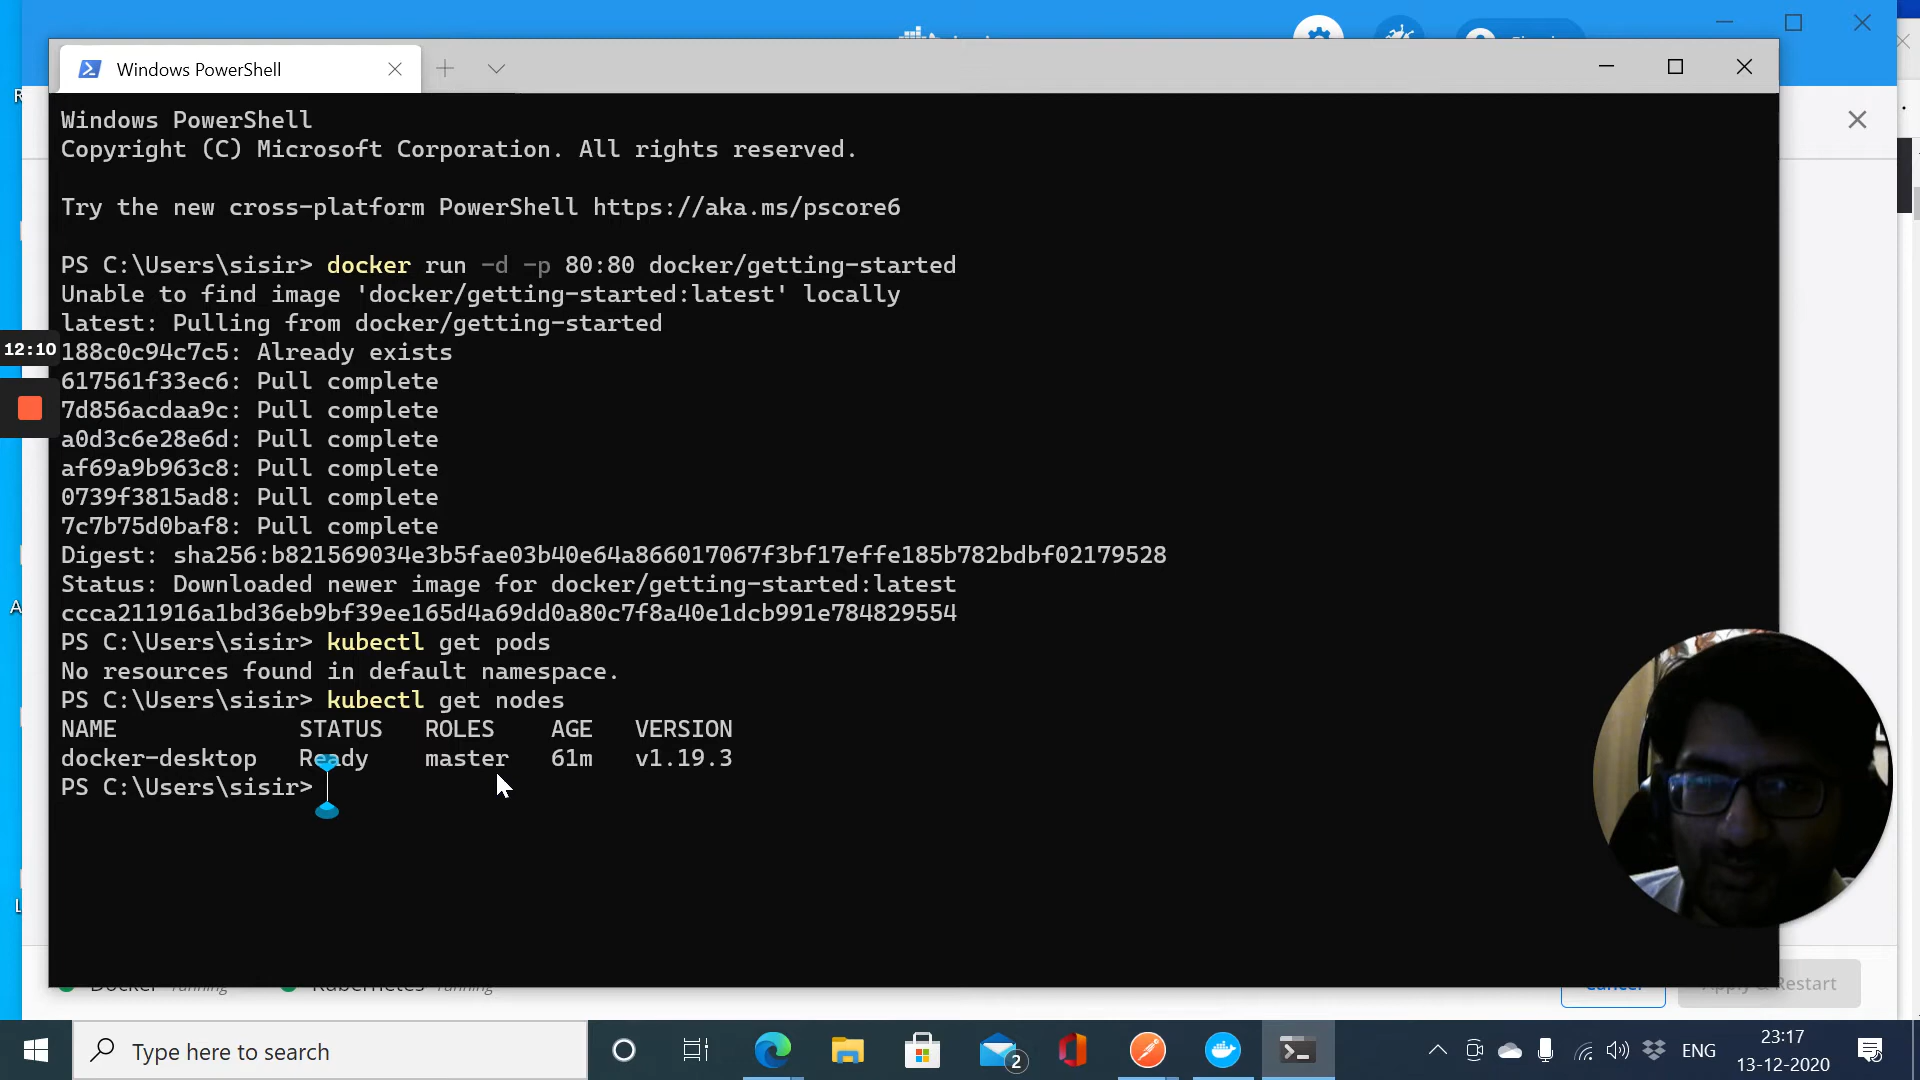 Windows PowerShell
Windows PowerShell
Copyright (C) Microsoft Corporation. All rights reserved.
Try the new cross-platform PowerShell https://aka.ms/pscore6
PS C:\Users\sisir> docker run -d -p 80:80 docker/getting-started
Unable to find image 'docker/getting-started:latest' locally
latest: Pulling from docker/getting-started
12:10
188c0c94c7c5: Already exists
617561f33ec6: Pull complete
7d856acdaa9c: Pull complete
a0d3c6e28e6d: Pull complete
af69a9b963c8: Pull complete
0739f3815ad8: Pull complete
7c7b75d0baf8: Pull complete
Digest: sha256:b821569034e3b5fae03b40e64a866017067f3bf17effe185b782bdbf02179528
Status: Downloaded newer image for docker/getting-started:latest
ccca211916a1bd36eb9bf39ee165d4a69dd0a80c7f8a40e1dcb991e784829554
PS C:\Users\sisir> kubectl get pods
No resources found in default namespace.
PS C:\Users\sisir> kubectl get nodes
NAME STATUS ROLES AGE VERSION
docker-desktop Ready master 61m v1.19.3
PS C:\Users\sisir>
Docker running Kubernetes running Cancel Apply & Restart
Type here to search
2
ENG
23:17
13-12-2020